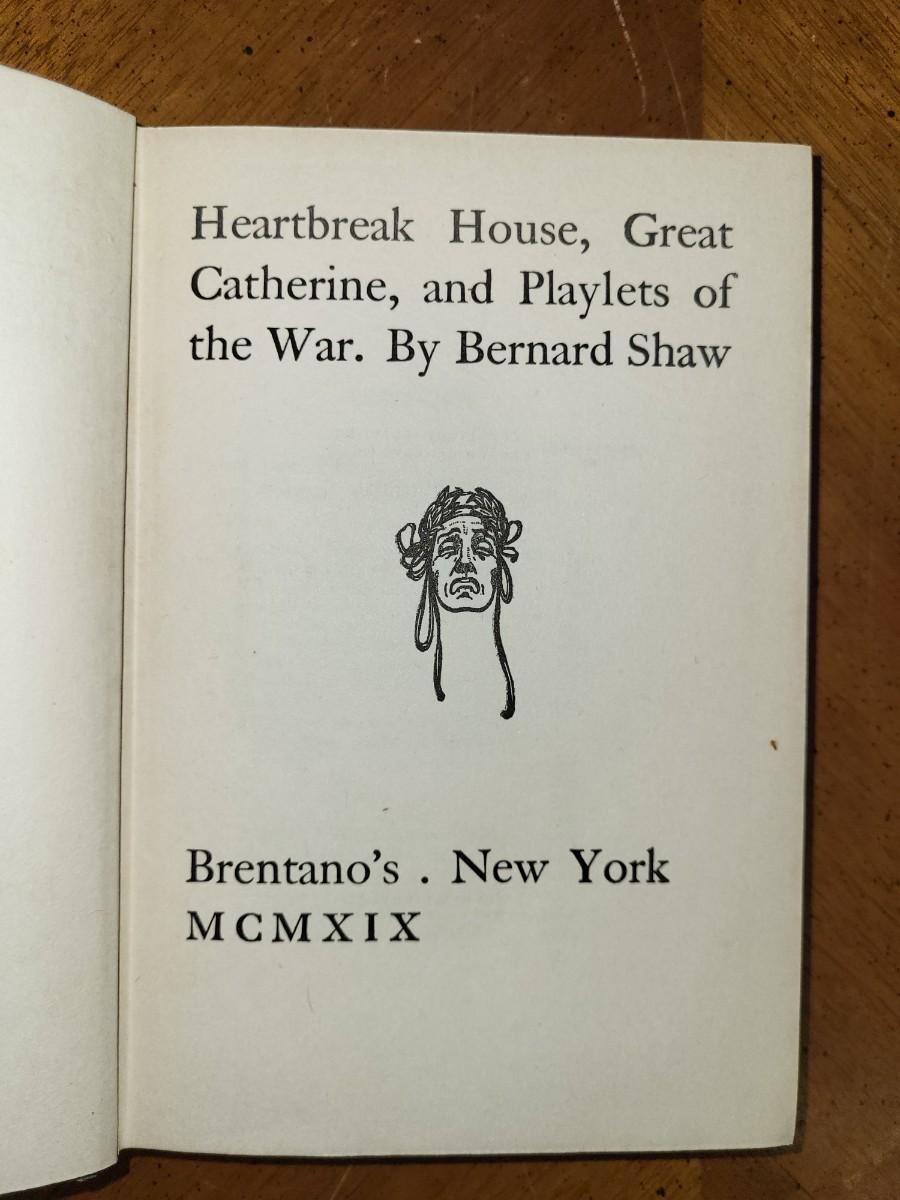 Heartbreak House, Great
Catherine, and Playlets of
the War. By Bernard Shaw
Brentano's . New York
MCMXIX